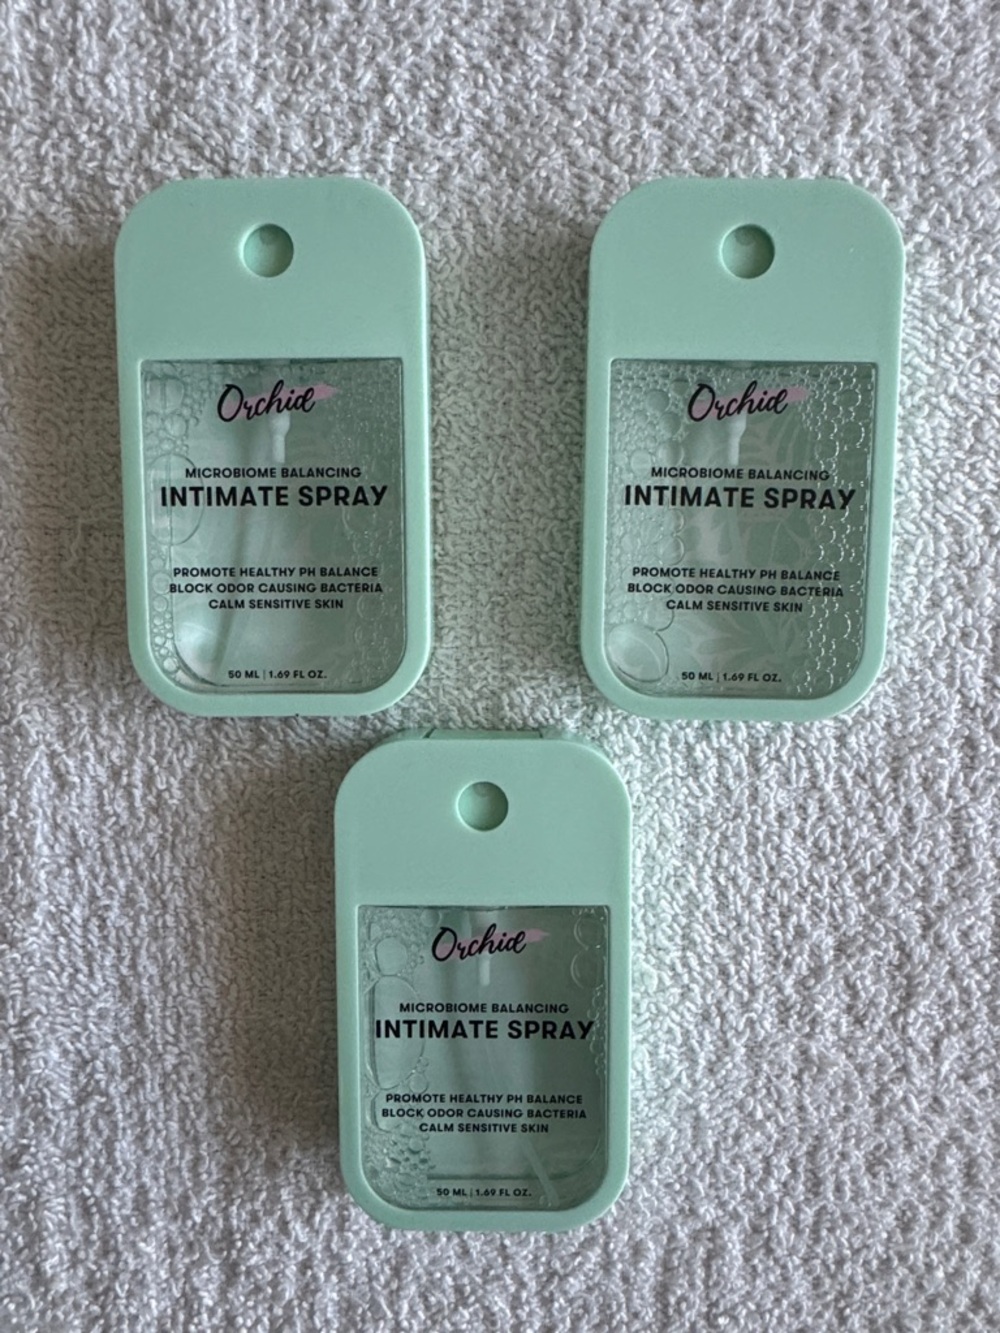 Orchid
MICROBIOME BALANCING
INTIMATE SPRAY
PROMOTE HEALTHY PH BALANCE
BLOCK ODOR CAUSING BACTERIA
CALM SENSITIVE SKIN
50 ML | 1.69 FL OZ.
Orchid
MICROBIOME BALANCING
INTIMATE SPRAY
PROMOTE HEALTHY PH BALANCE
BLOCK ODOR CAUSING BACTERIA
CALM SENSITIVE SKIN
50 ML | 1.69 FL OZ.
Orchid
MICROBIOME BALANCING
INTIMATE SPRAY
PROMOTE HEALTHY PH BALANCE
BLOCK ODOR CAUSING BACTERIA
CALM SENSITIVE SKIN
50 ML | 1.69 FL OZ.